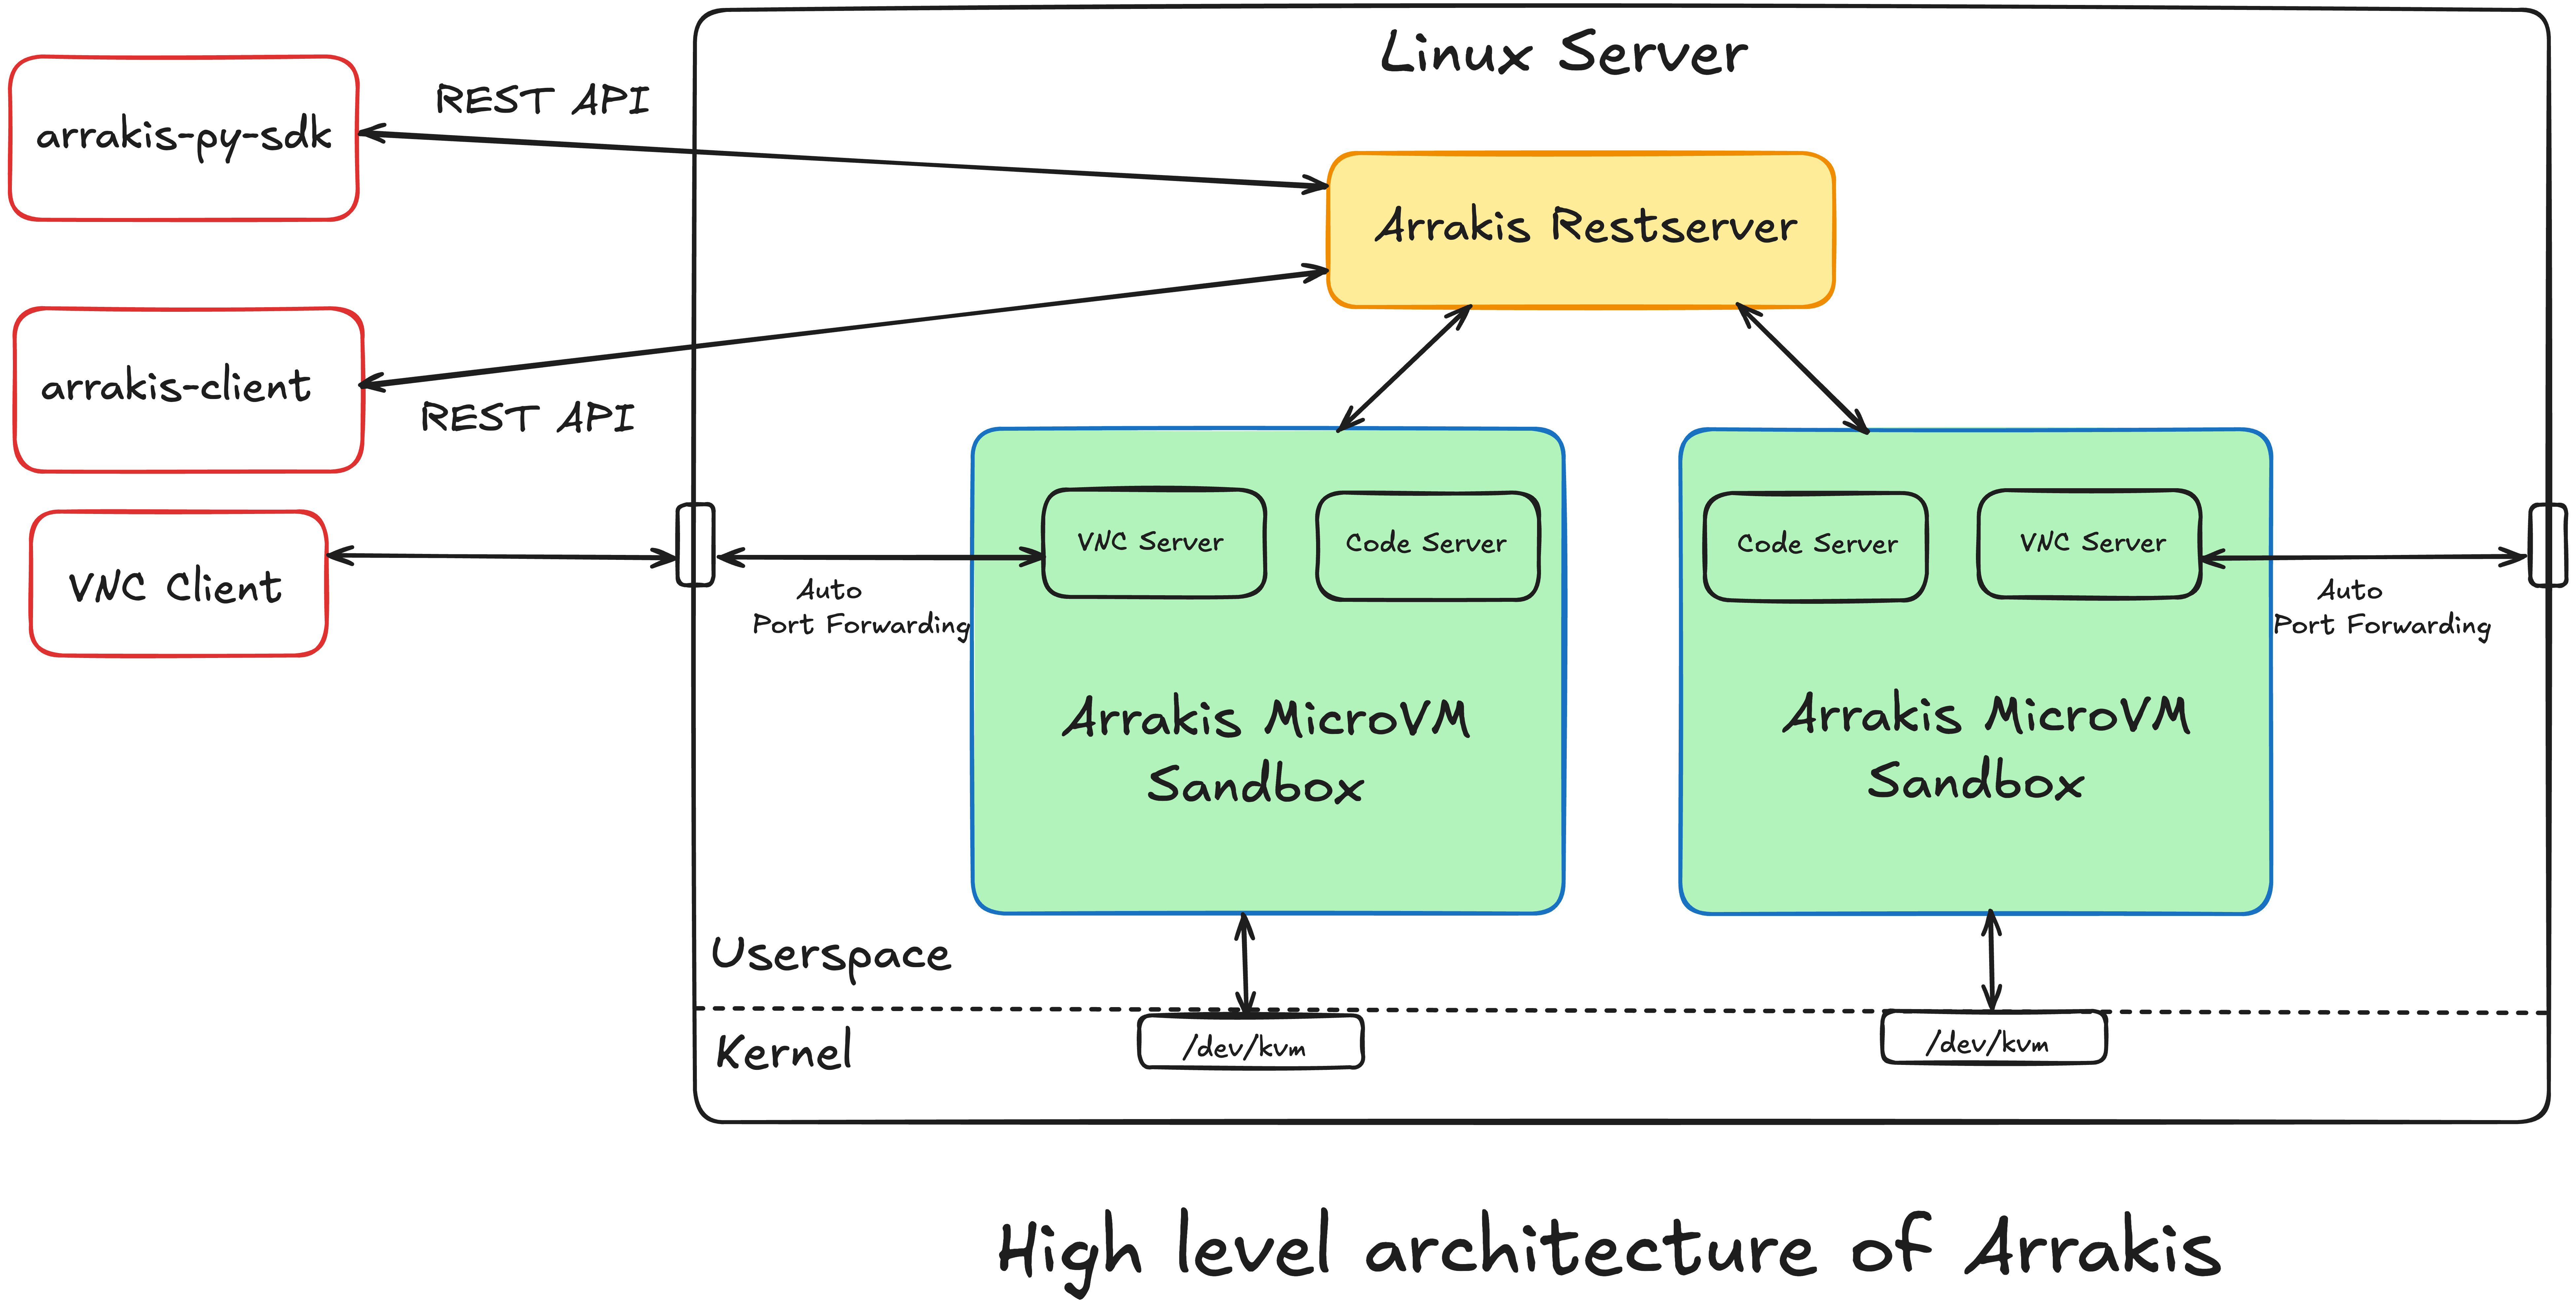 Linux Server
arrakis-py-sdk
REST API
Arrakis Restserver
arrakis-client
REST API
VNC Client
Auto
Port Forwarding
VNC Server
Code Server
Arrakis MicroVM
Sandbox
Code Server
VNC Server
Arrakis MicroVM
Sandbox
Auto
Port Forwarding
Userspace
Kernel
/dev/kvm
/dev/kvm
High level architecture of Arrakis